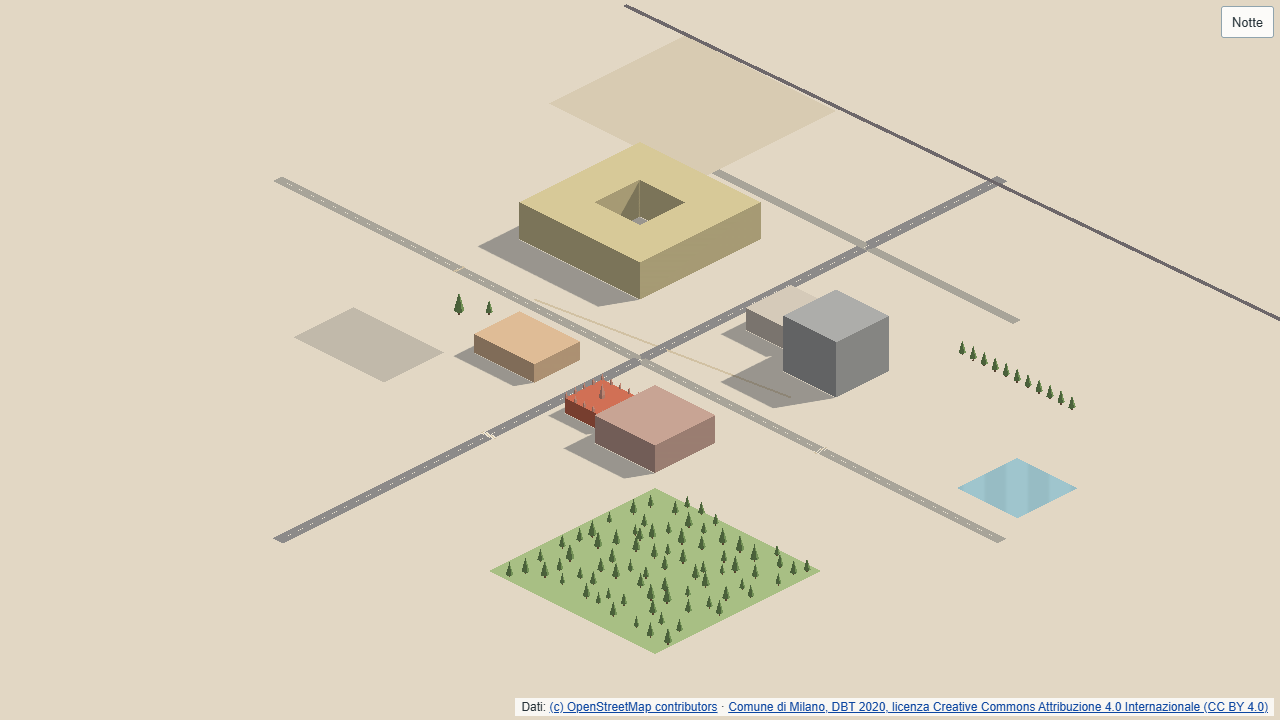 Notte
Dati: (c) OpenStreetMap contributors · Comune di Milano, DBT 2020, licenza Creative Commons Attribuzione 4.0 Internazionale (CC BY 4.0)